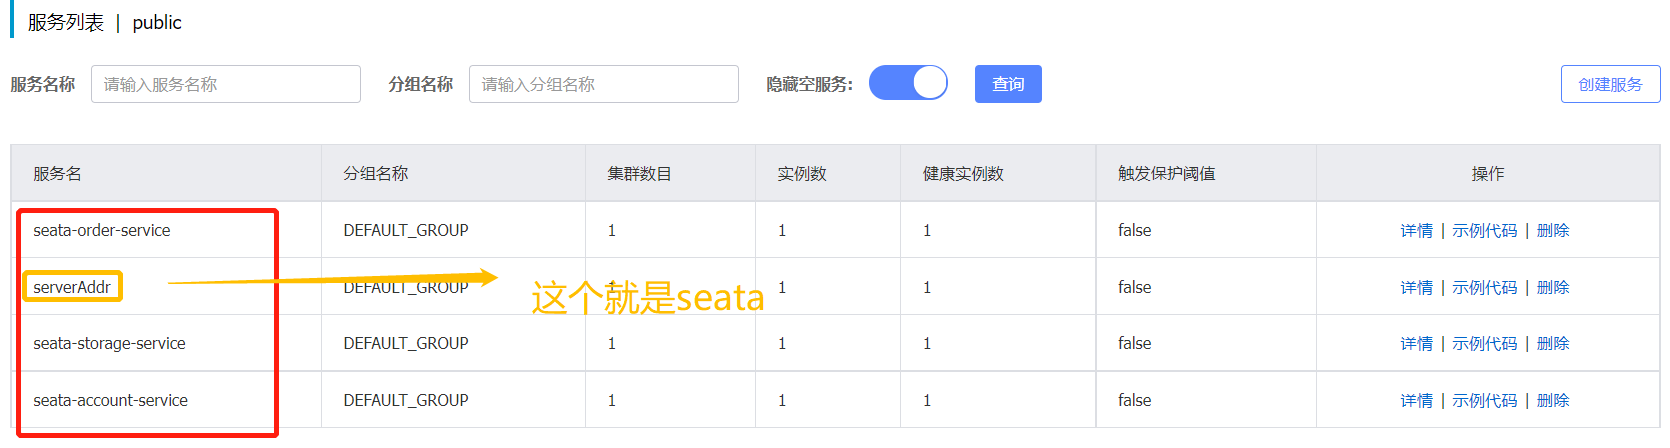 服务列表 | public
服务名称 请输入服务名称 分组名称 请输入分组名称 隐藏空服务: 查询 创建服务
服务名 分组名称 集群数目 实例数 健康实例数 触发保护阈值 操作
seata-order-service DEFAULT_GROUP 1 1 1 false 详情 | 示例代码 | 删除
serverAddr DEFAULT_GROUP 1 1 1 false 详情 | 示例代码 | 删除
这个就是seata
seata-storage-service DEFAULT_GROUP 1 1 1 false 详情 | 示例代码 | 删除
seata-account-service DEFAULT_GROUP 1 1 1 false 详情 | 示例代码 | 删除